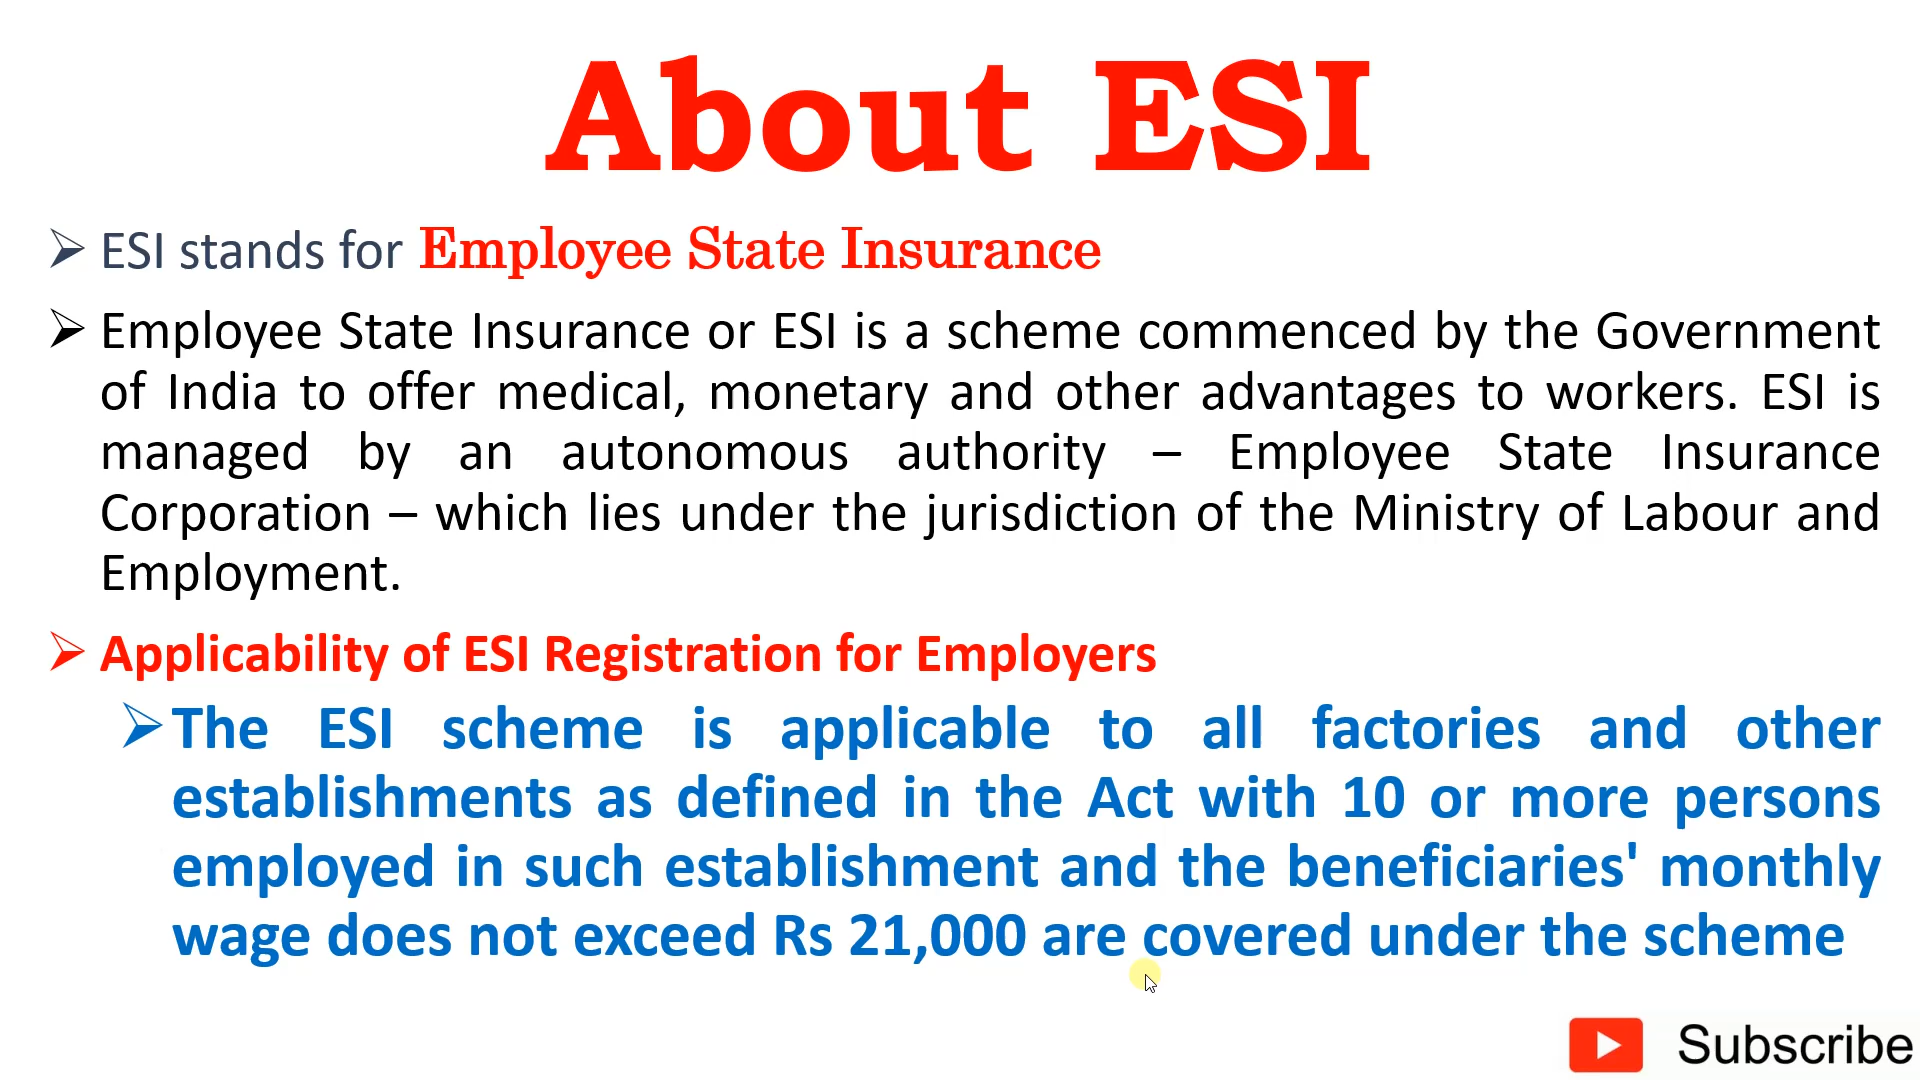 About ESI
ESI stands for Employee State Insurance
Employee State Insurance or ESI is a scheme commenced by the Government
of India to offer medical, monetary and other advantages to workers. ESI is
managed by an autonomous authority – Employee State Insurance
Corporation – which lies under the jurisdiction of the Ministry of Labour and
Employment.
Applicability of ESI Registration for Employers
The ESI scheme is applicable to all factories and other
establishments as defined in the Act with 10 or more persons
employed in such establishment and the beneficiaries' monthly
wage does not exceed Rs 21,000 are covered under the scheme
Subscribe